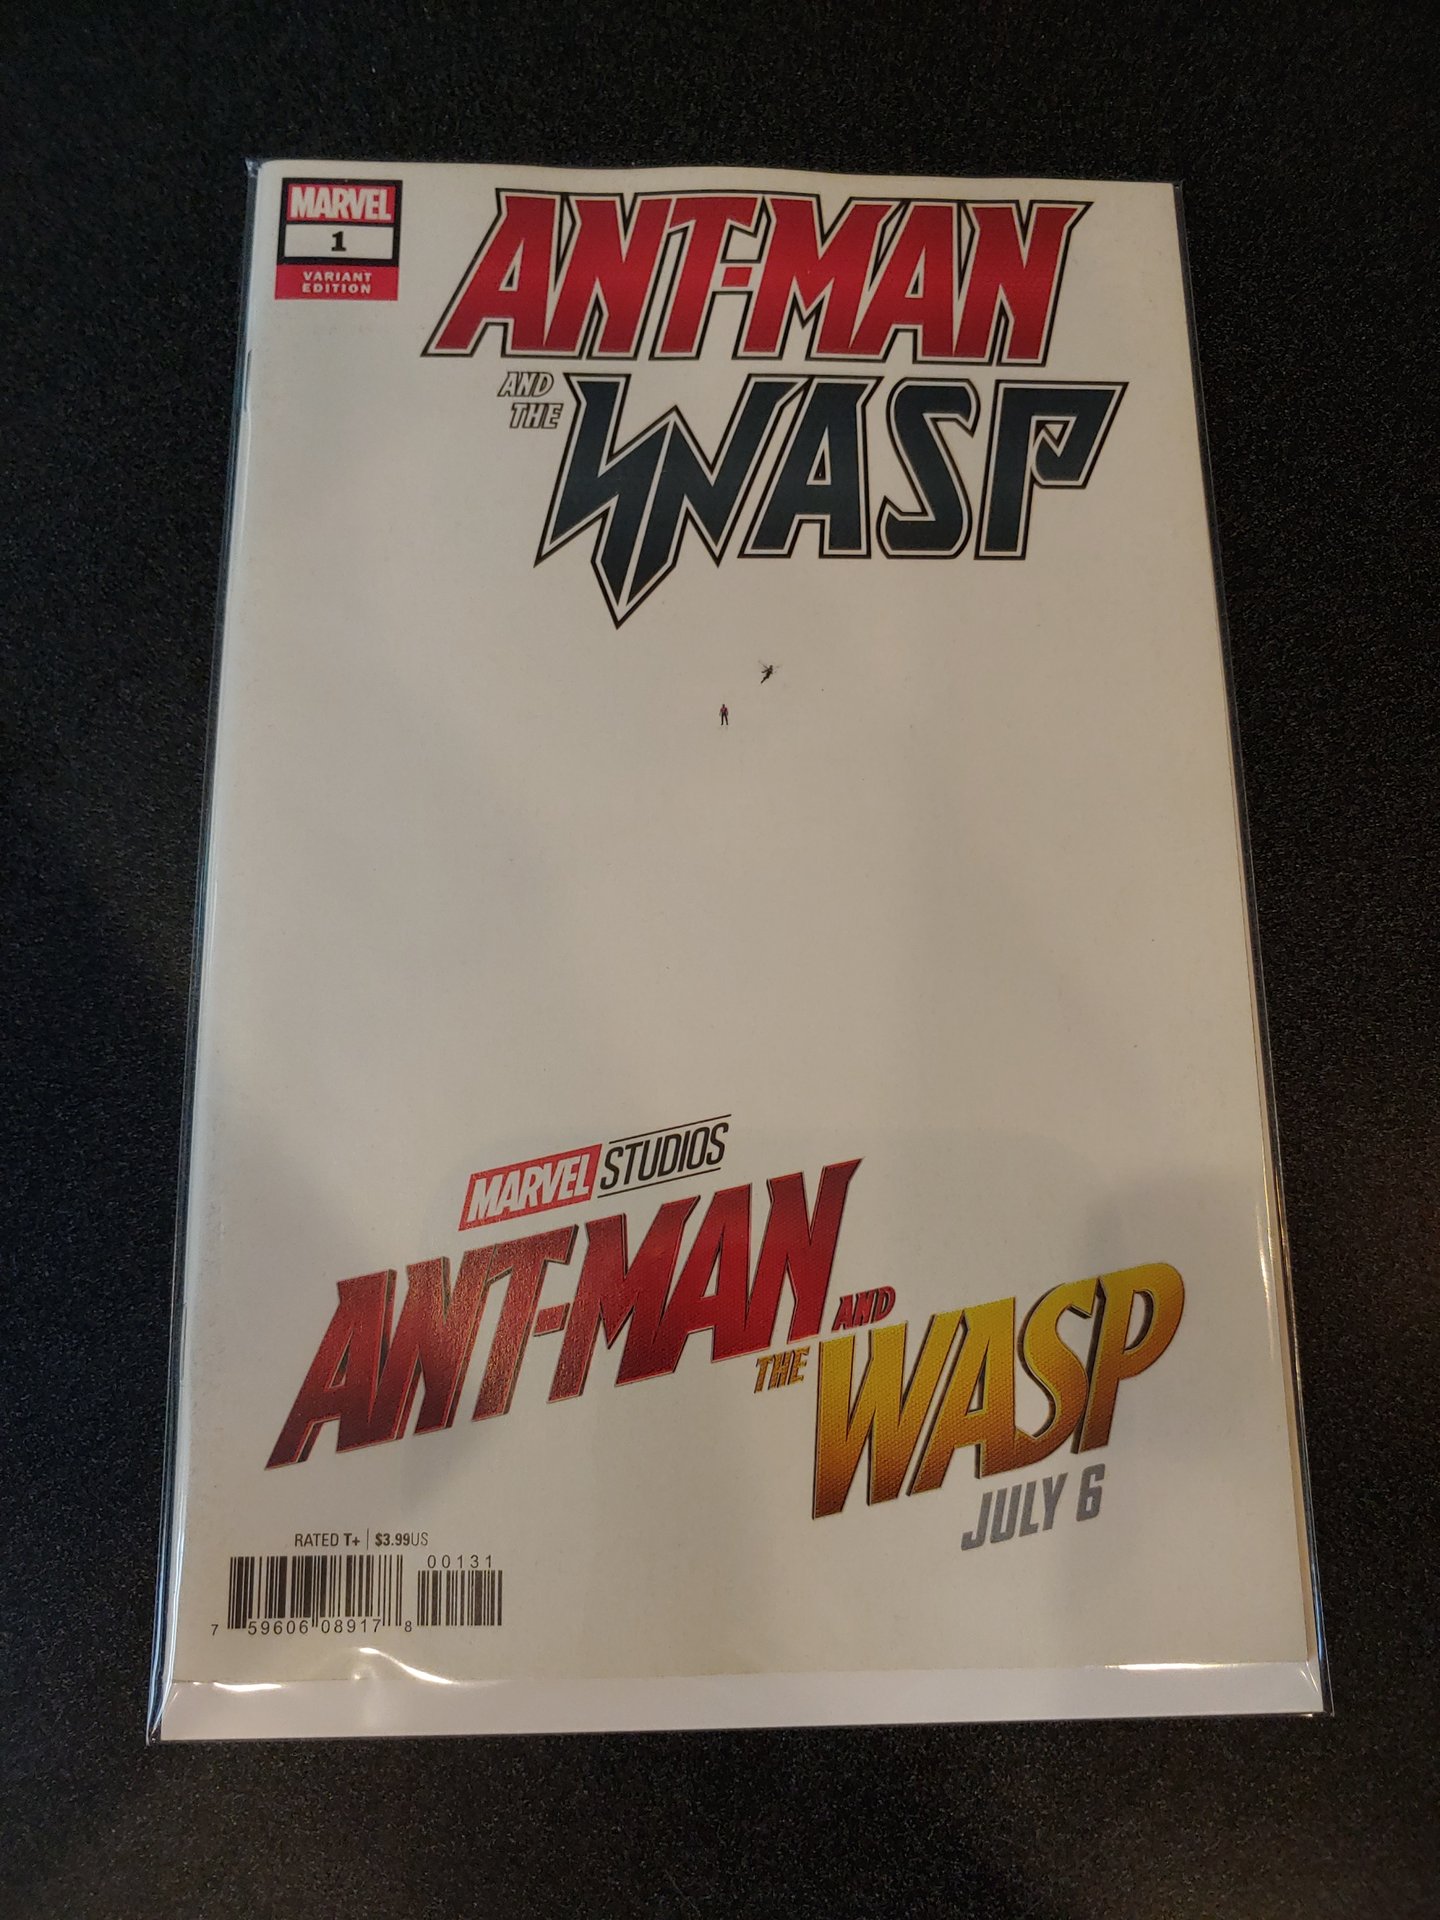 MARVEL
1
VARIANT
EDITION
ANT-MAN
AND
THE
WASP
MARVEL STUDIOS
ANT-MAN AND
THE WASP
JULY 6
RATED T+ | $3.99US
00131
7 59606 08917 8